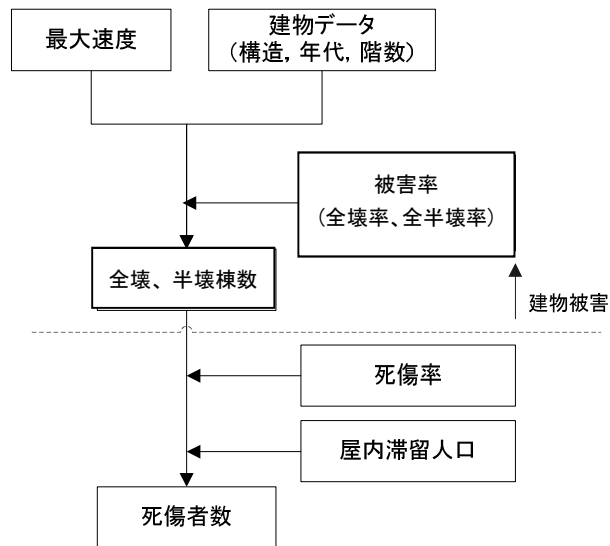 最大速度
建物データ
(構造，年代，階数)
被害率
(全壊率、全半壊率)
全壊、半壊棟数
建物被害
死傷率
屋内滞留人口
死傷者数